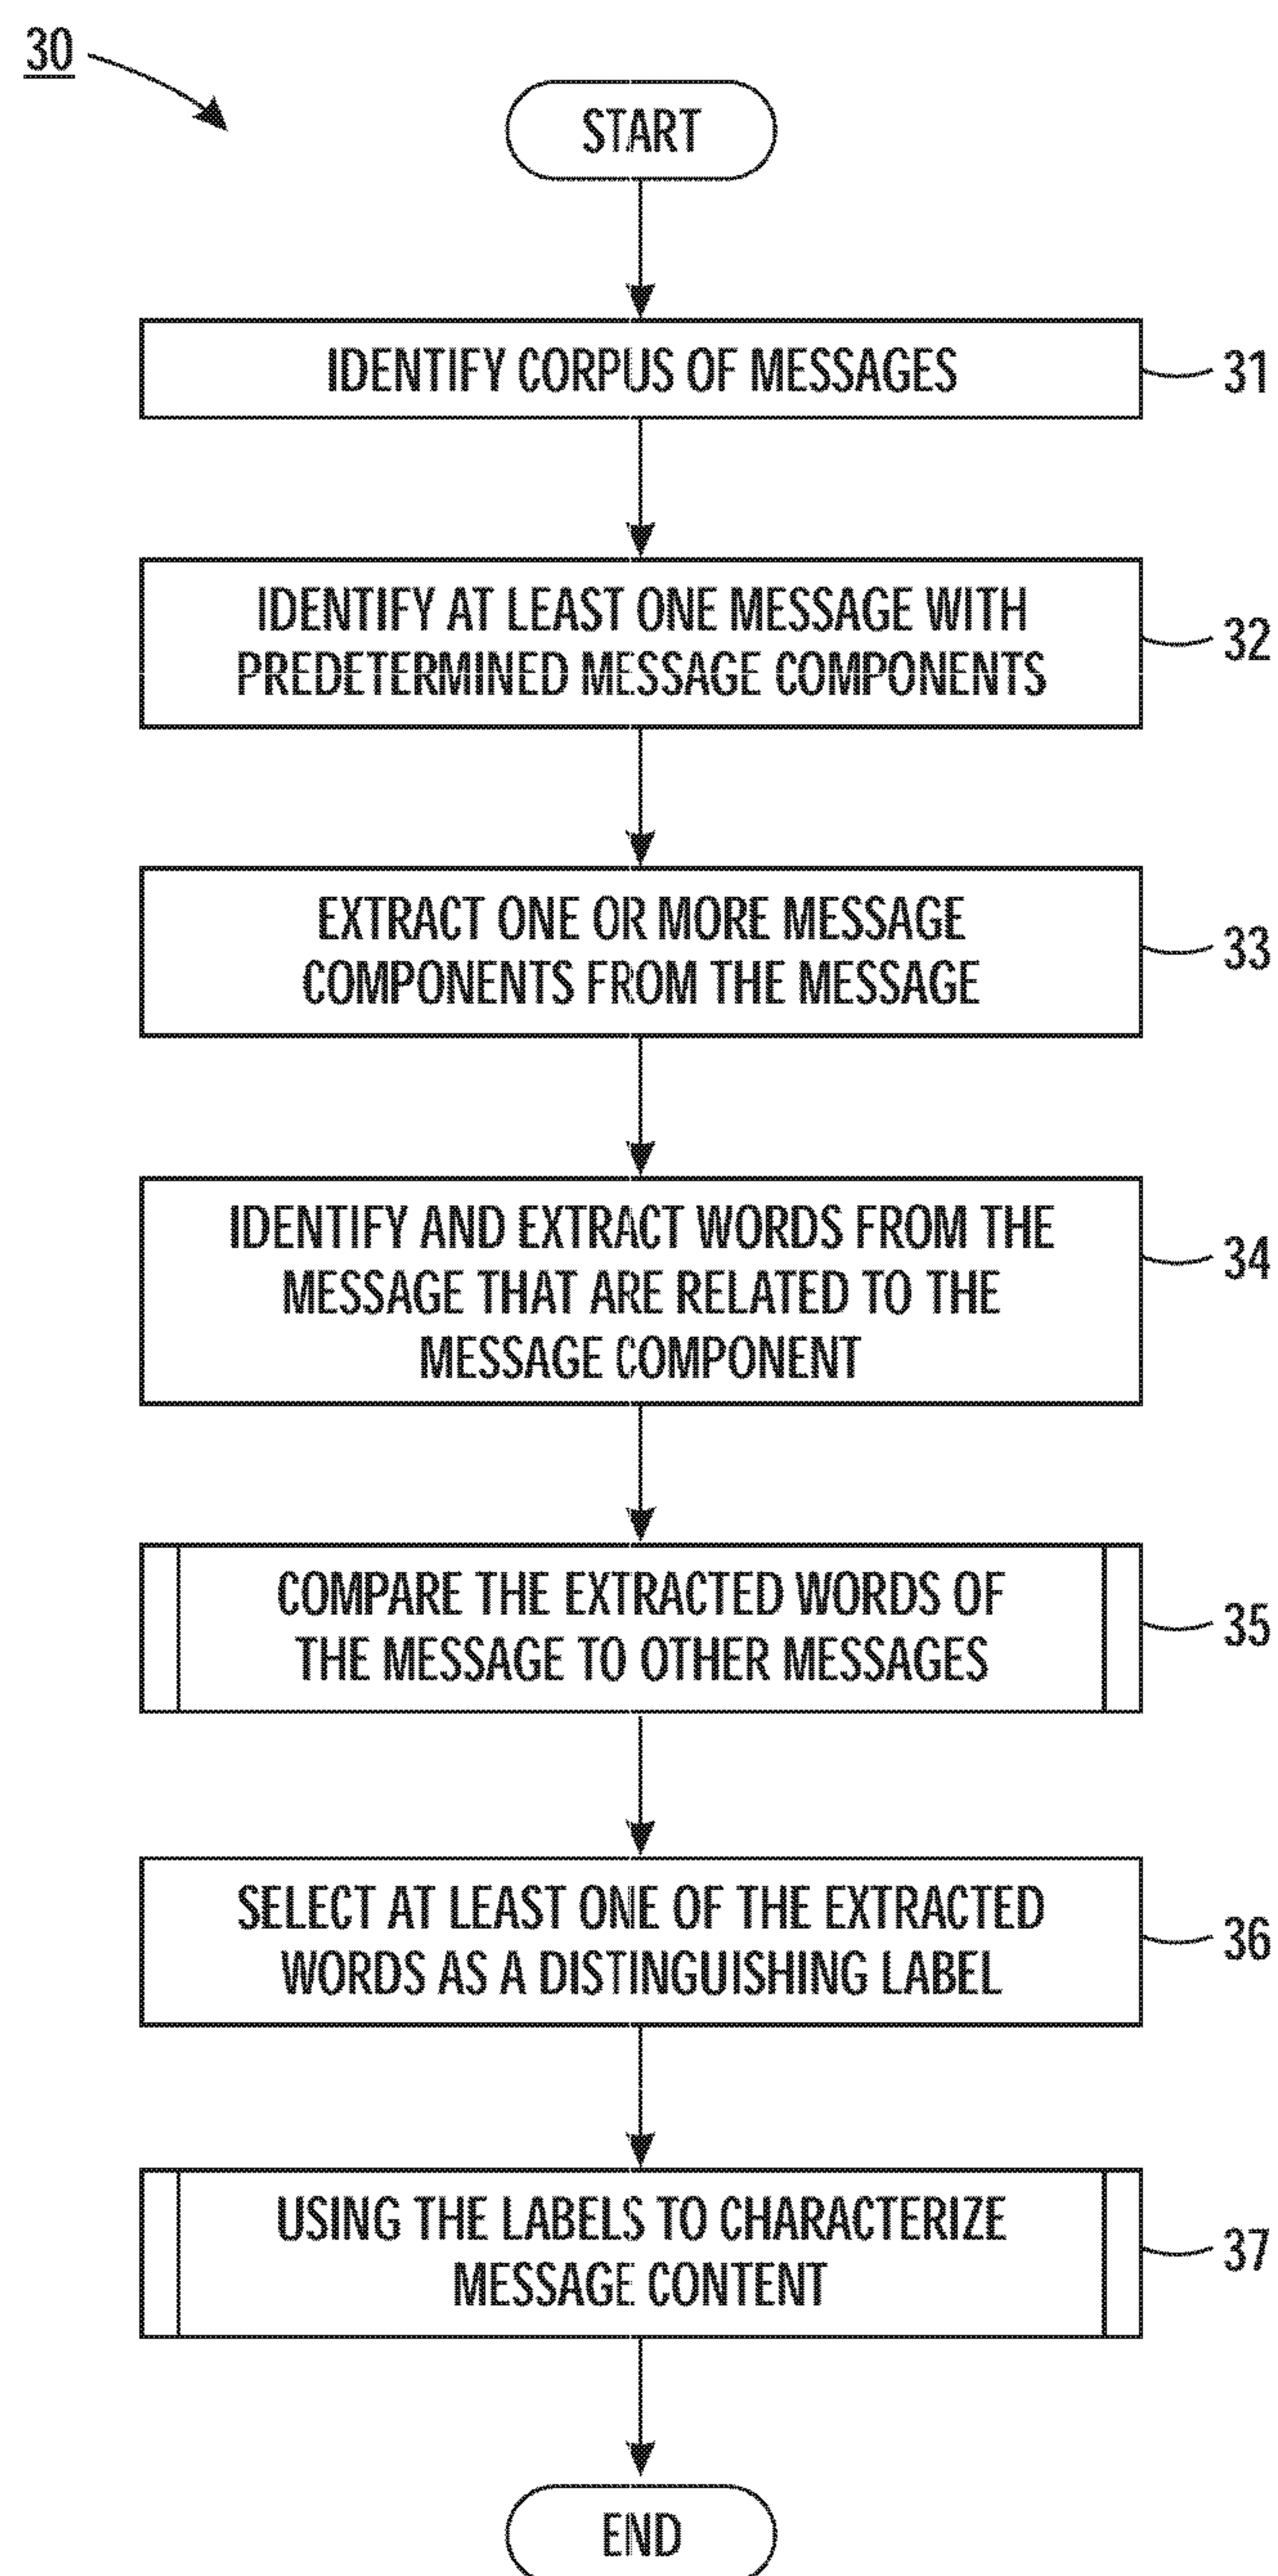 30
START
IDENTIFY CORPUS OF MESSAGES
31
IDENTIFY AT LEAST ONE MESSAGE WITH
PREDETERMINED MESSAGE COMPONENTS
32
EXTRACT ONE OR MORE MESSAGE
COMPONENTS FROM THE MESSAGE
33
IDENTIFY AND EXTRACT WORDS FROM THE
MESSAGE THAT ARE RELATED TO THE
MESSAGE COMPONENT
34
COMPARE THE EXTRACTED WORDS OF
THE MESSAGE TO OTHER MESSAGES
35
SELECT AT LEAST ONE OF THE EXTRACTED
WORDS AS A DISTINGUISHING LABEL
36
USING THE LABELS TO CHARACTERIZE
MESSAGE CONTENT
37
END